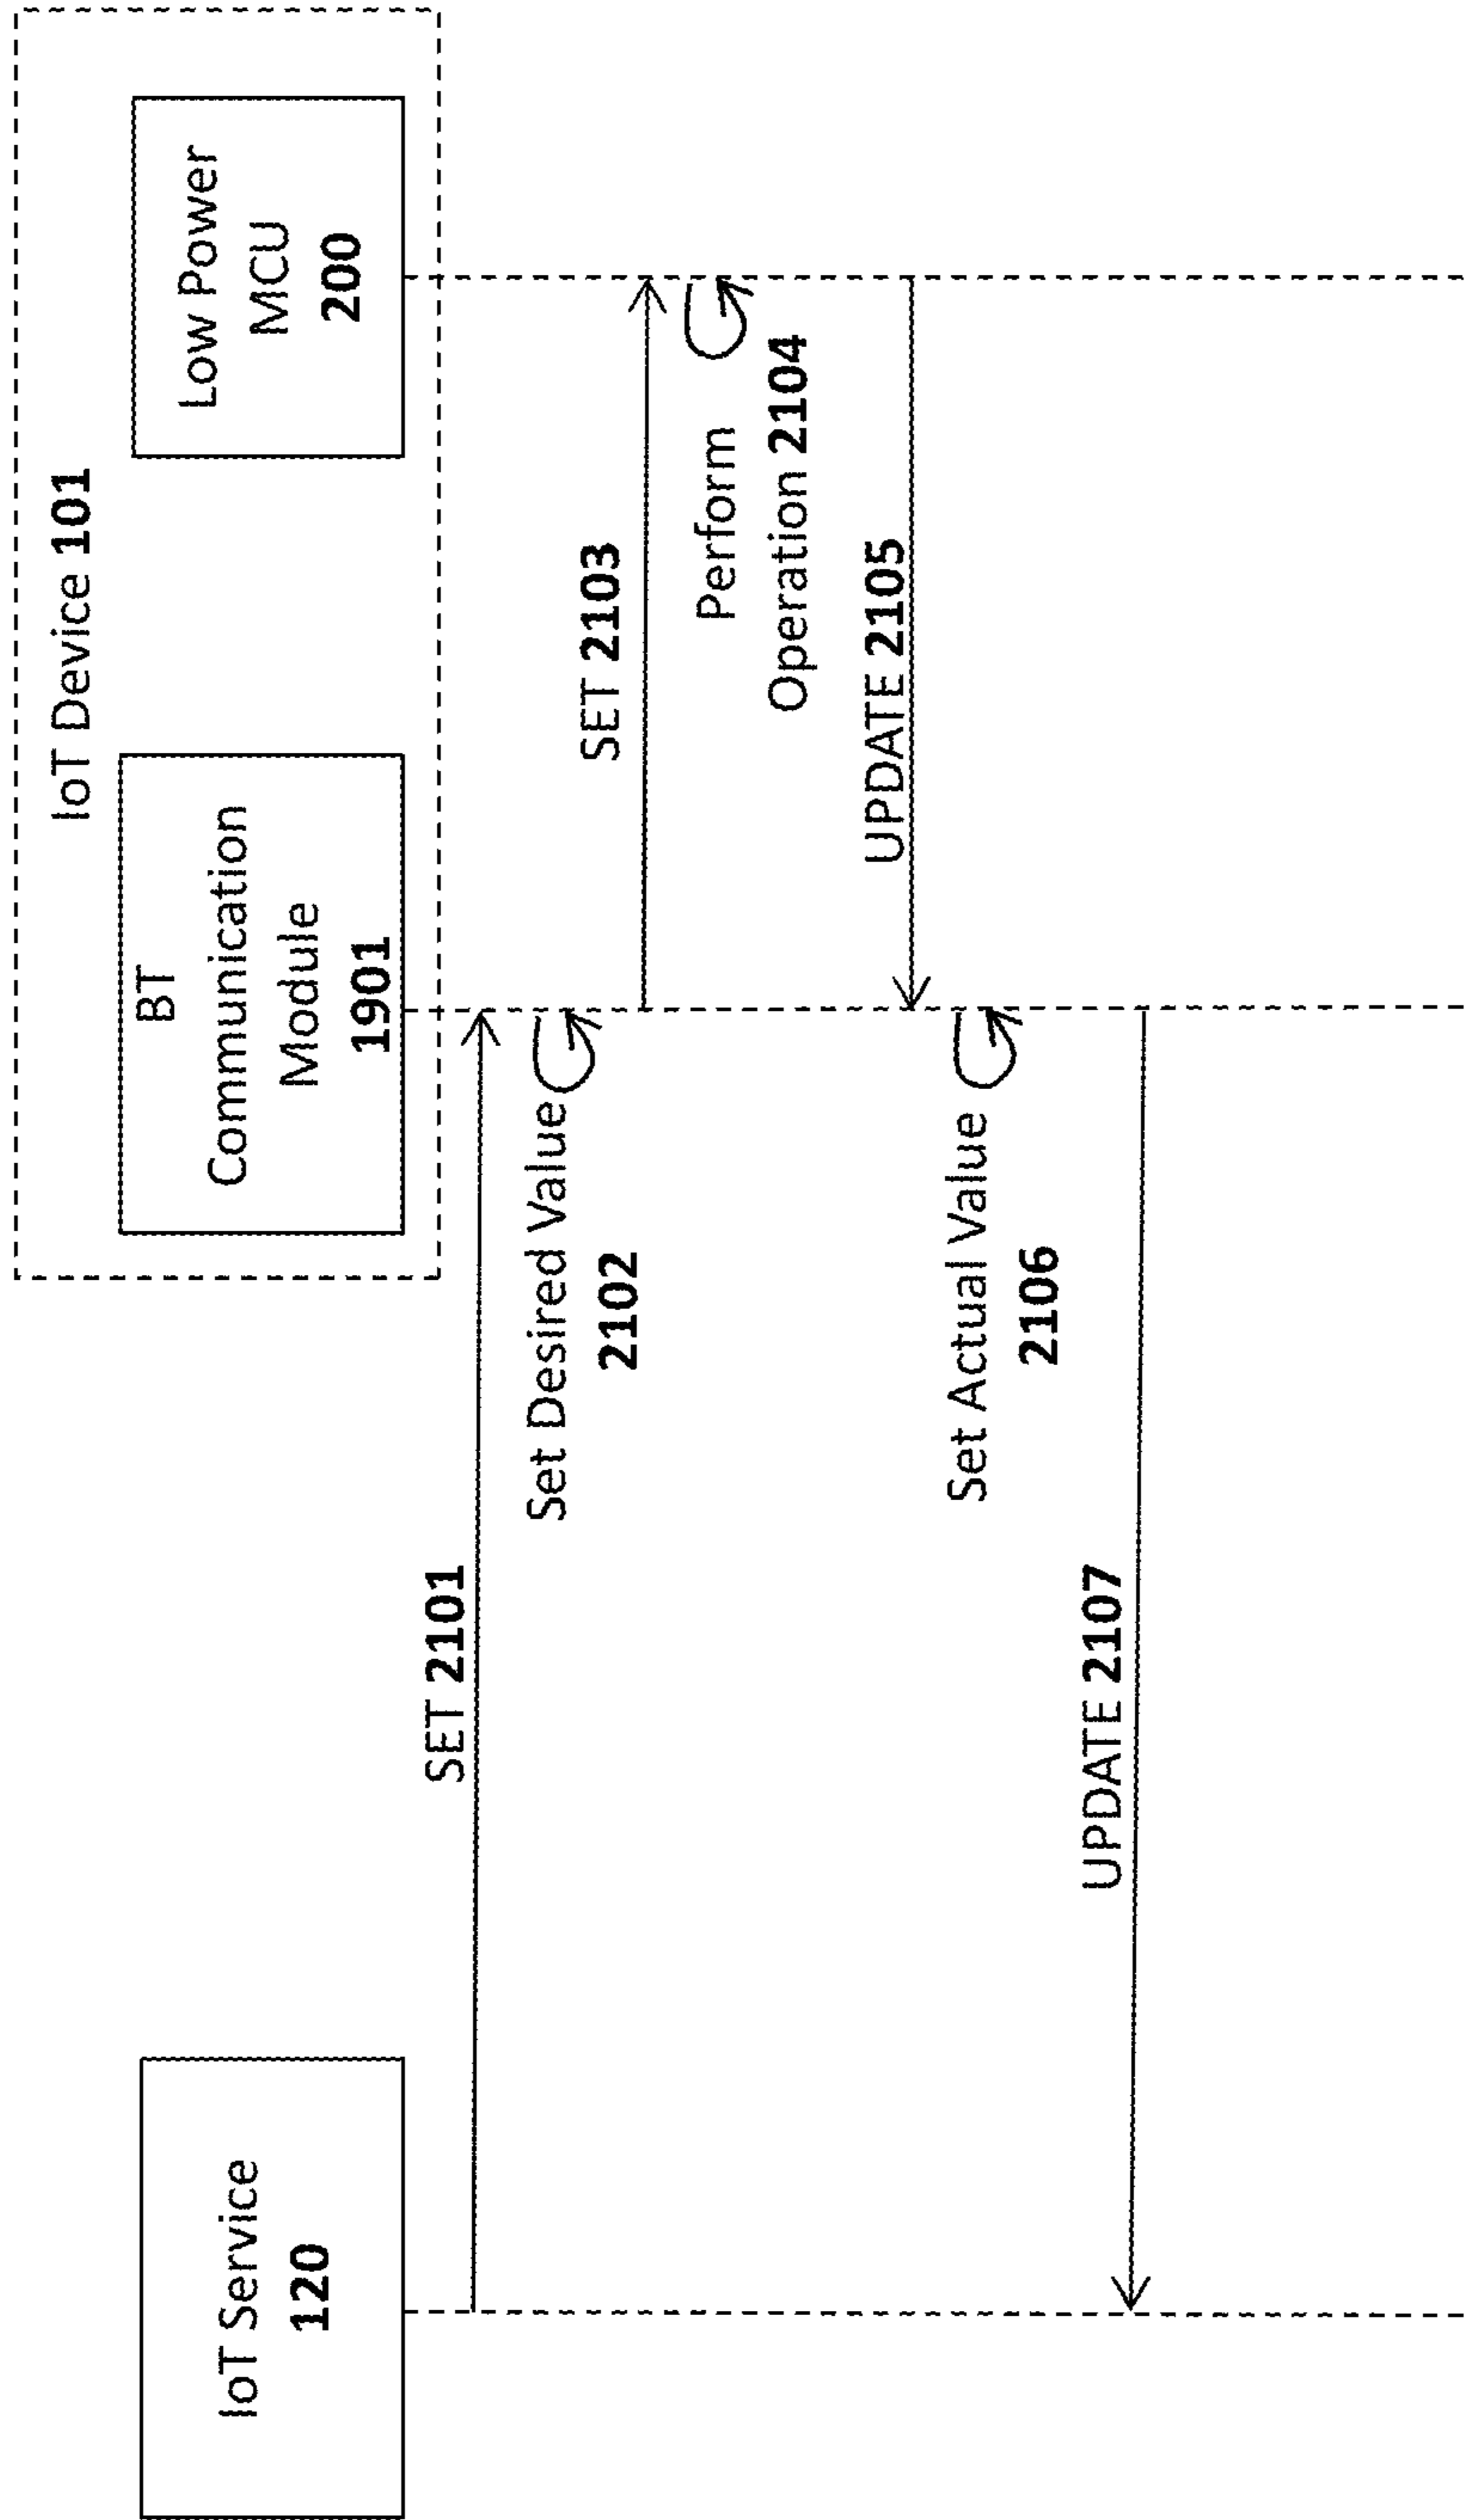 IoT Device 101
IoT Service
120
BT
Communication
Module
1901
Low Power
MCU
200
SET 2101
Set Desired Value
2102
SET 2103
Perform
Operation 2104
UPDATE 2105
Set Actual Value
2106
UPDATE 2107